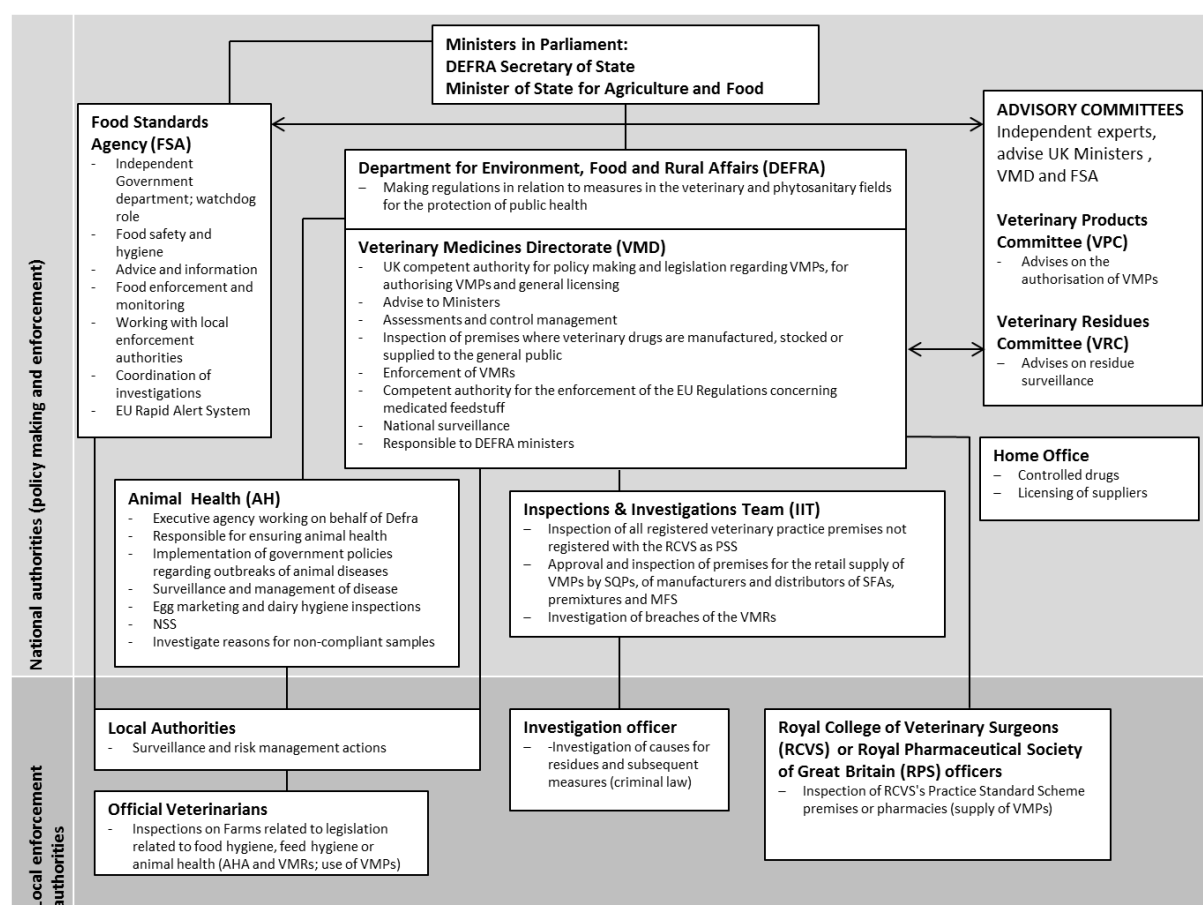 Ministers in Parliament:
DEFRA Secretary of State
Minister of State for Agriculture and Food
Food Standards
Agency (FSA)
- Independent
Government
department; watchdog
role
- Food safety and
hygiene
- Advice and information
- Food enforcement and
monitoring
- Working with local
enforcement
authorities
- Coordination of
investigations
- EU Rapid Alert System
ADVISORY COMMITTEES
Independent experts,
advise UK Ministers ,
VMD and FSA
Veterinary Products
Committee (VPC)
- Advises on the
authorisation of VMPs
Veterinary Residues
Committee (VRC)
– Advises on residue
surveillance
Department for Environment, Food and Rural Affairs (DEFRA)
– Making regulations in relation to measures in the veterinary and phytosanitary fields
for the protection of public health
Veterinary Medicines Directorate (VMD)
- UK competent authority for policy making and legislation regarding VMPs, for
authorising VMPs and general licensing
- Advise to Ministers
- Assessments and control management
- Inspection of premises where veterinary drugs are manufactured, stocked or
supplied to the general public
- Enforcement of VMRs
- Competent authority for the enforcement of the EU Regulations concerning
medicated feedstuff
- National surveillance
- Responsible to DEFRA ministers
Home Office
– Controlled drugs
– Licensing of suppliers
Animal Health (AH)
- Executive agency working on behalf of Defra
- Responsible for ensuring animal health
- Implementation of government policies
regarding outbreaks of animal diseases
- Surveillance and management of disease
- Egg marketing and dairy hygiene inspections
- NSS
- Investigate reasons for non-compliant samples
Inspections & Investigations Team (IIT)
– Inspection of all registered veterinary practice premises not
registered with the RCVS as PSS
– Approval and inspection of premises for the retail supply of
VMPs by SQPs, of manufacturers and distributors of SFAs,
premixtures and MFS
– Investigation of breaches of the VMRs
National authorities (policy making and enforcement)
Local Authorities
- Surveillance and risk management actions
Official Veterinarians
- Inspections on Farms related to legislation
related to food hygiene, feed hygiene or
animal health (AHA and VMRs; use of VMPs)
Investigation officer
– -Investigation of causes for
residues and subsequent
measures (criminal law)
Royal College of Veterinary Surgeons
(RCVS) or Royal Pharmaceutical Society
of Great Britain (RPS) officers
– Inspection of RCVS's Practice Standard Scheme
premises or pharmacies (supply of VMPs)
Local enforcement
authorities